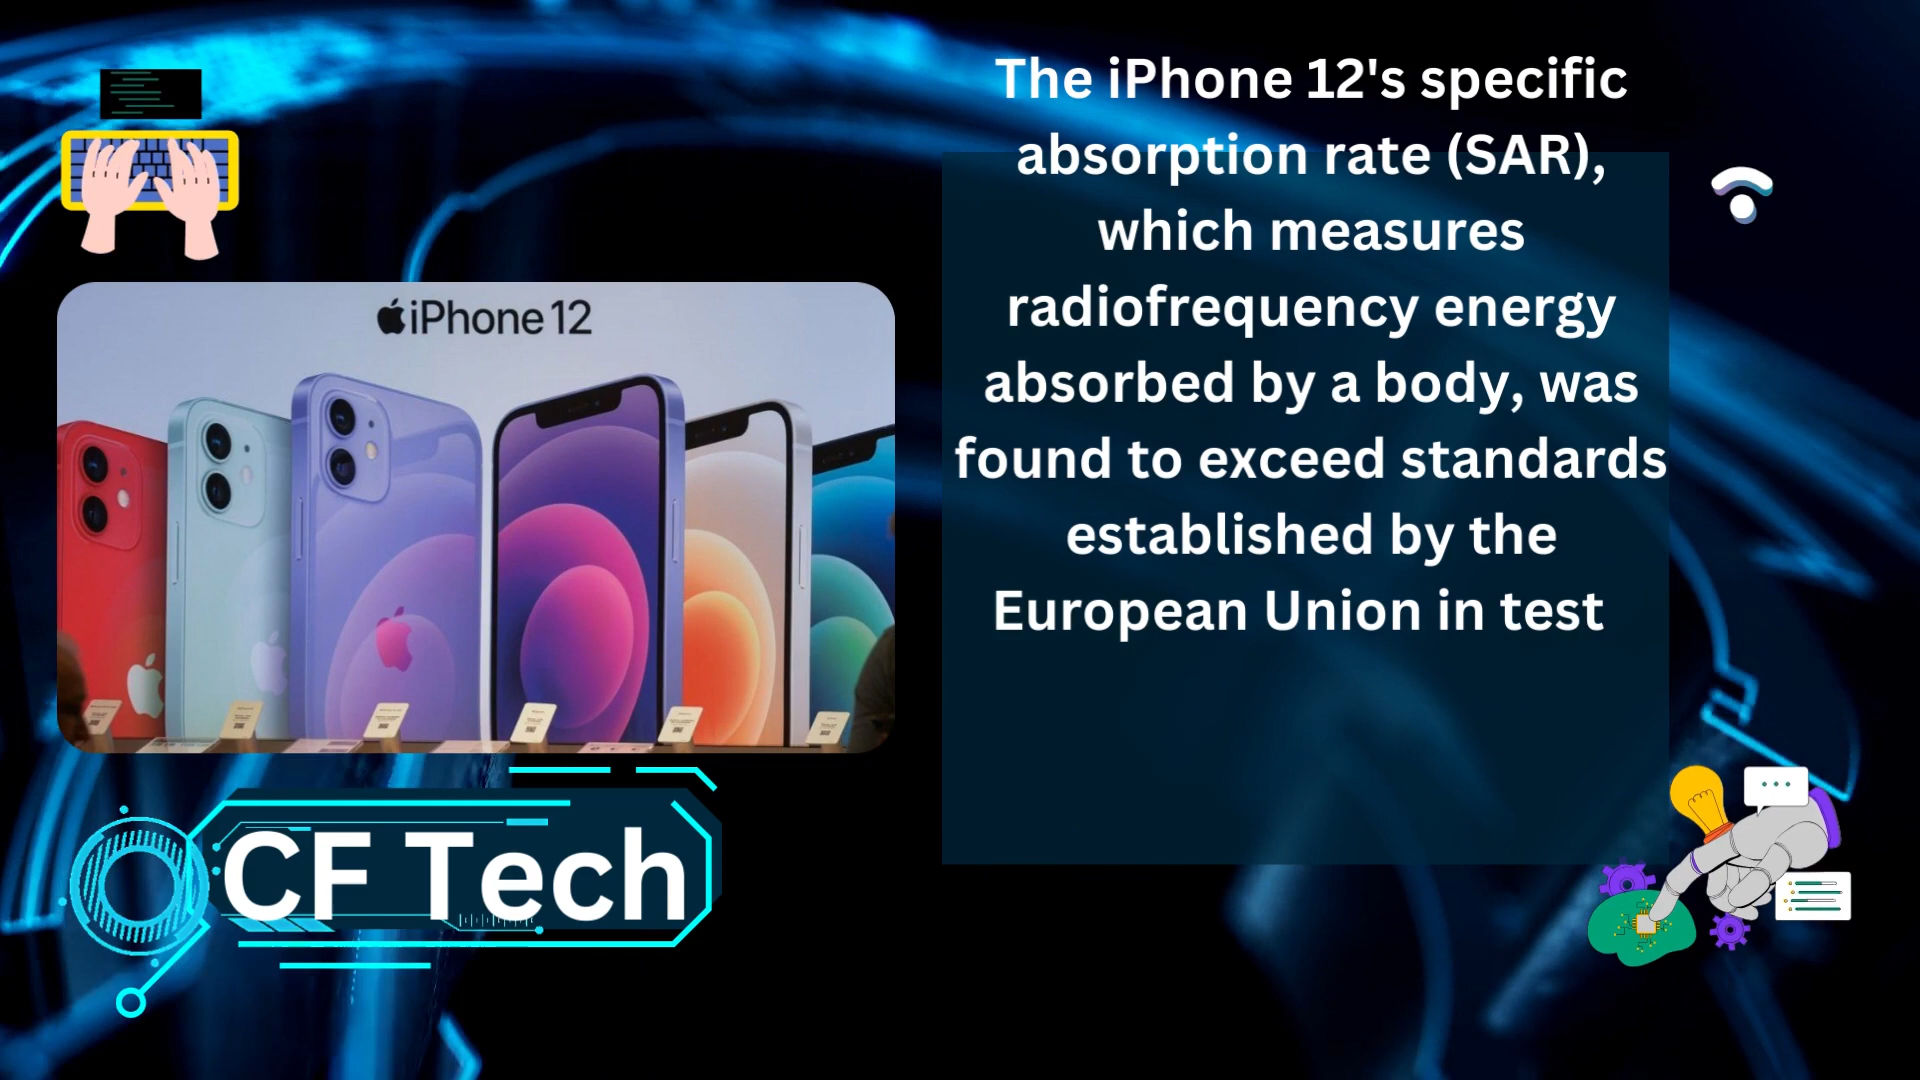 The iPhone 12's specific
absorption rate (SAR),
which measures
radiofrequency energy
absorbed by a body, was
found to exceed standards
established by the
European Union in test
iPhone 12
CF Tech